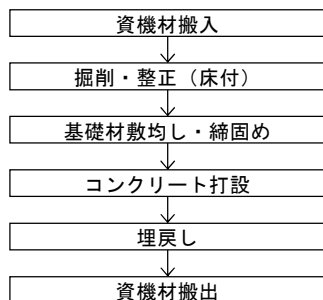 資機材搬入
掘削・整正（床付）
基礎材敷均し・締固め
コンクリート打設
埋戻し
資機材搬出